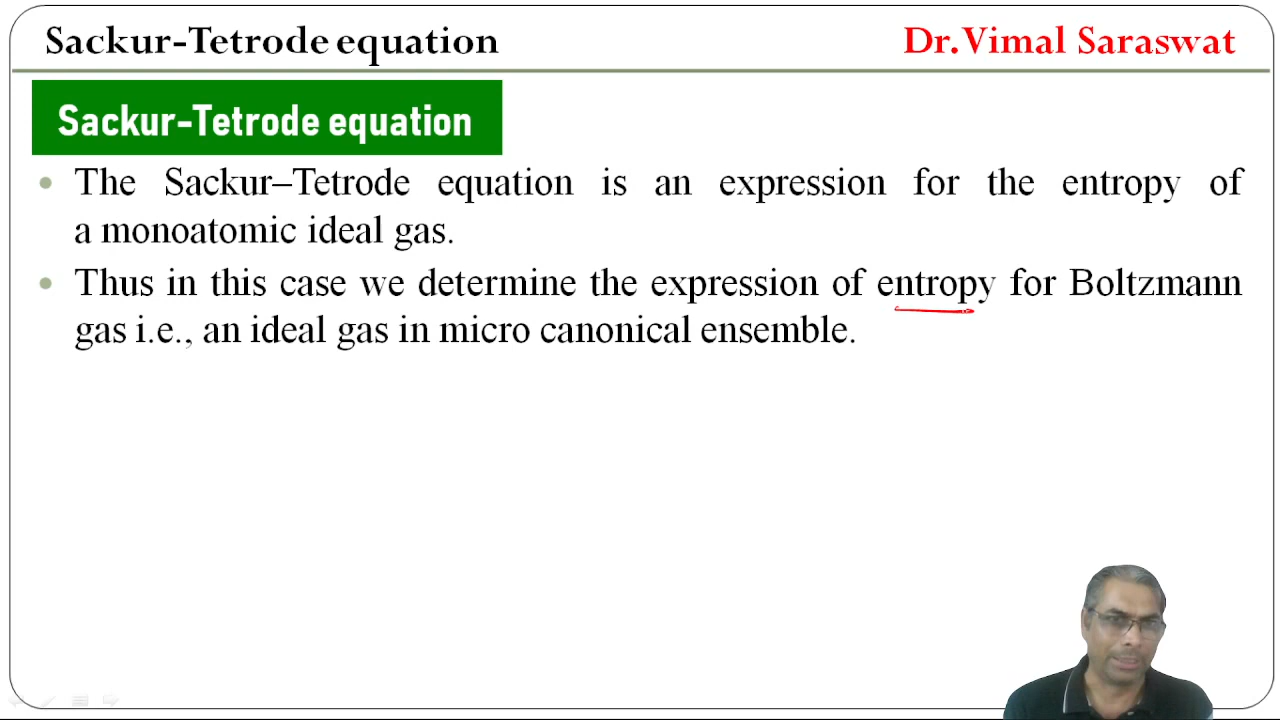 Sackur-Tetrode equation
Dr. Vimal Saraswat
Sackur-Tetrode equation
The Sackur–Tetrode equation is an expression for the entropy of
a monoatomic ideal gas.
Thus in this case we determine the expression of entropy for Boltzmann
gas i.e., an ideal gas in micro canonical ensemble.